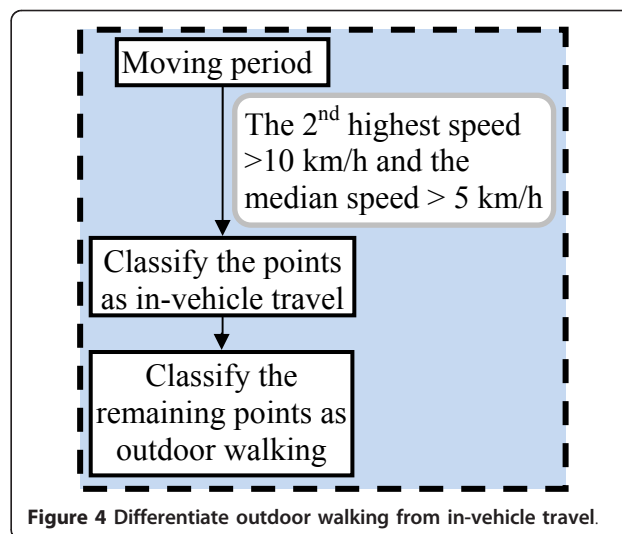 Moving period
The 2nd highest speed
>10 km/h and the
median speed > 5 km/h
Classify the points
as in-vehicle travel
Classify the
remaining points as
outdoor walking
Figure 4 Differentiate outdoor walking from in-vehicle travel.